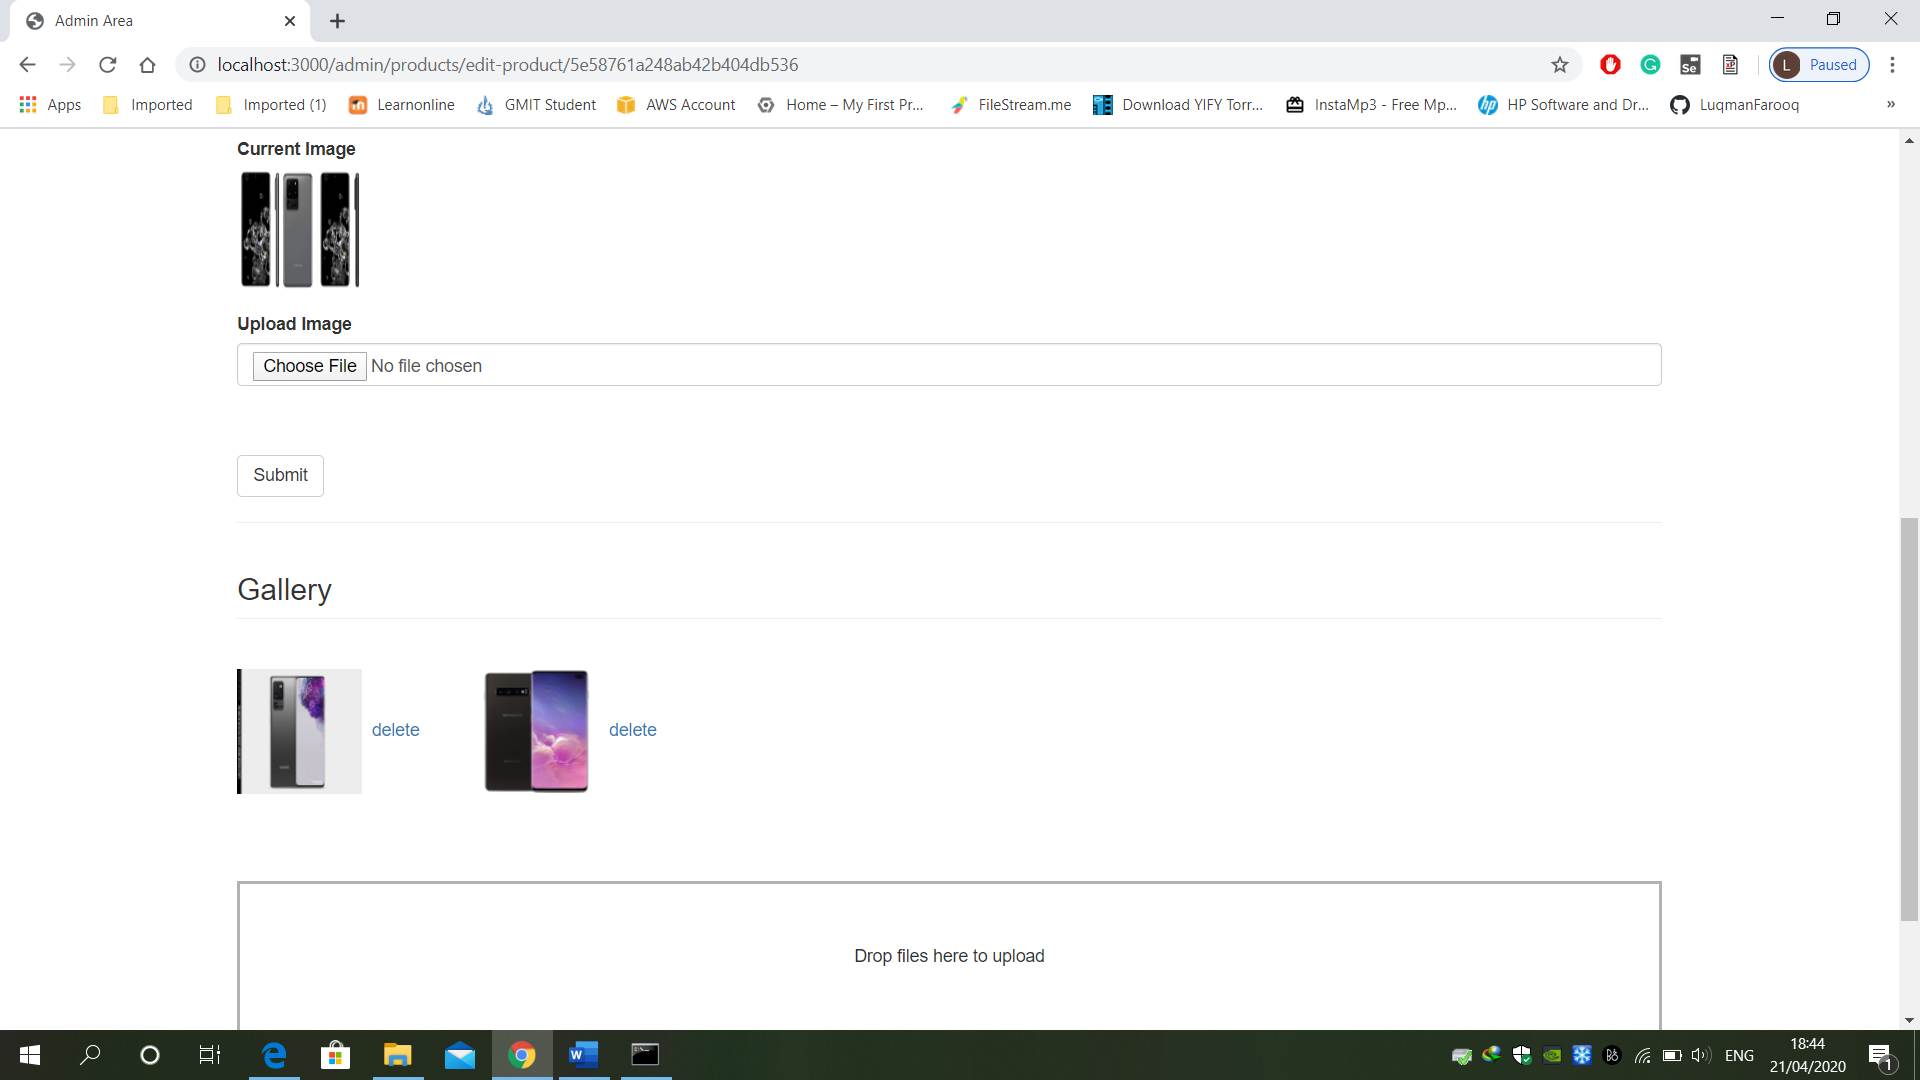 Admin Area
localhost:3000/admin/products/edit-product/5e58761a248ab42b404db536
L Paused
Apps Imported Imported (1) Learnonline GMIT Student AWS Account Home – My First Pr... FileStream.me Download YIFY Torr... InstaMp3 - Free Mp... HP Software and Dr... LuqmanFarooq »
Current Image
Upload Image
Choose File No file chosen
Submit
Gallery
delete delete
Drop files here to upload
ENG
18:44
21/04/2020
1